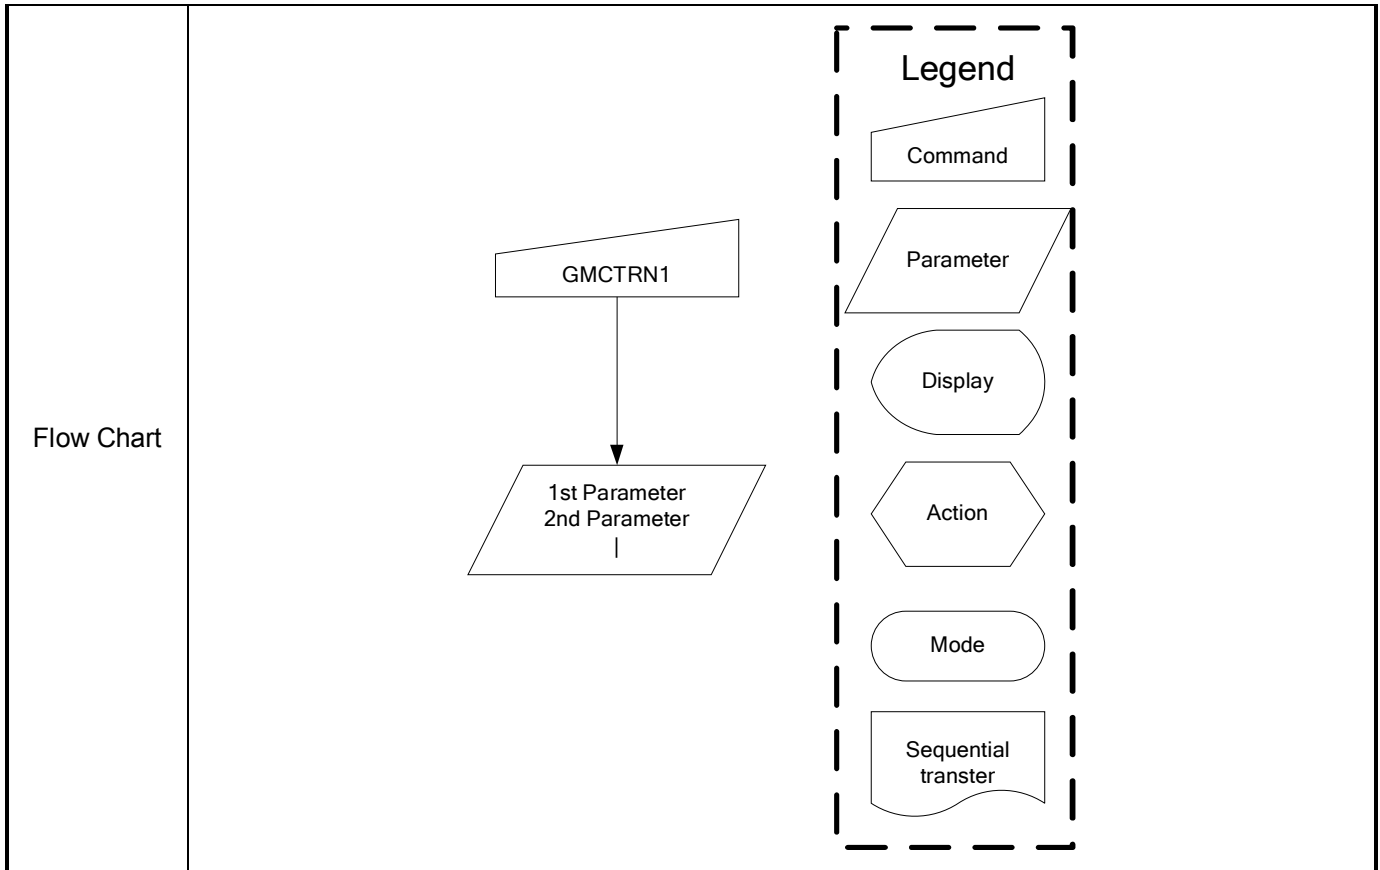 Flow Chart
GMCTRN1
1st Parameter
2nd Parameter
|
Legend
Command
Parameter
Display
Action
Mode
Sequential
transter